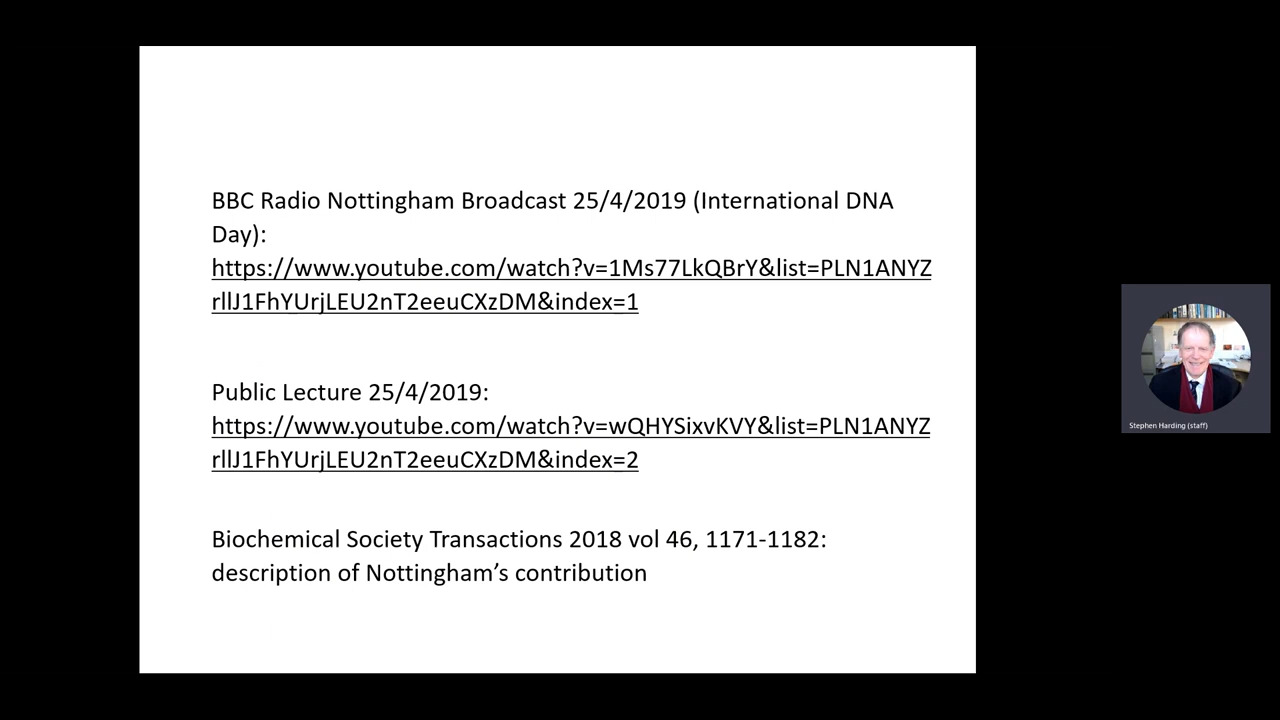 BBC Radio Nottingham Broadcast 25/4/2019 (International DNA
Day):
https://www.youtube.com/watch?v=1Ms77LkQBrY&list=PLN1ANYZ
rllJ1FhYUrjLEU2nT2eeuCXzDM&index=1
Public Lecture 25/4/2019:
https://www.youtube.com/watch?v=wQHYSixvKVY&list=PLN1ANYZ
rllJ1FhYUrjLEU2nT2eeuCXzDM&index=2
Biochemical Society Transactions 2018 vol 46, 1171-1182:
description of Nottingham’s contribution
Stephen Harding (staff)